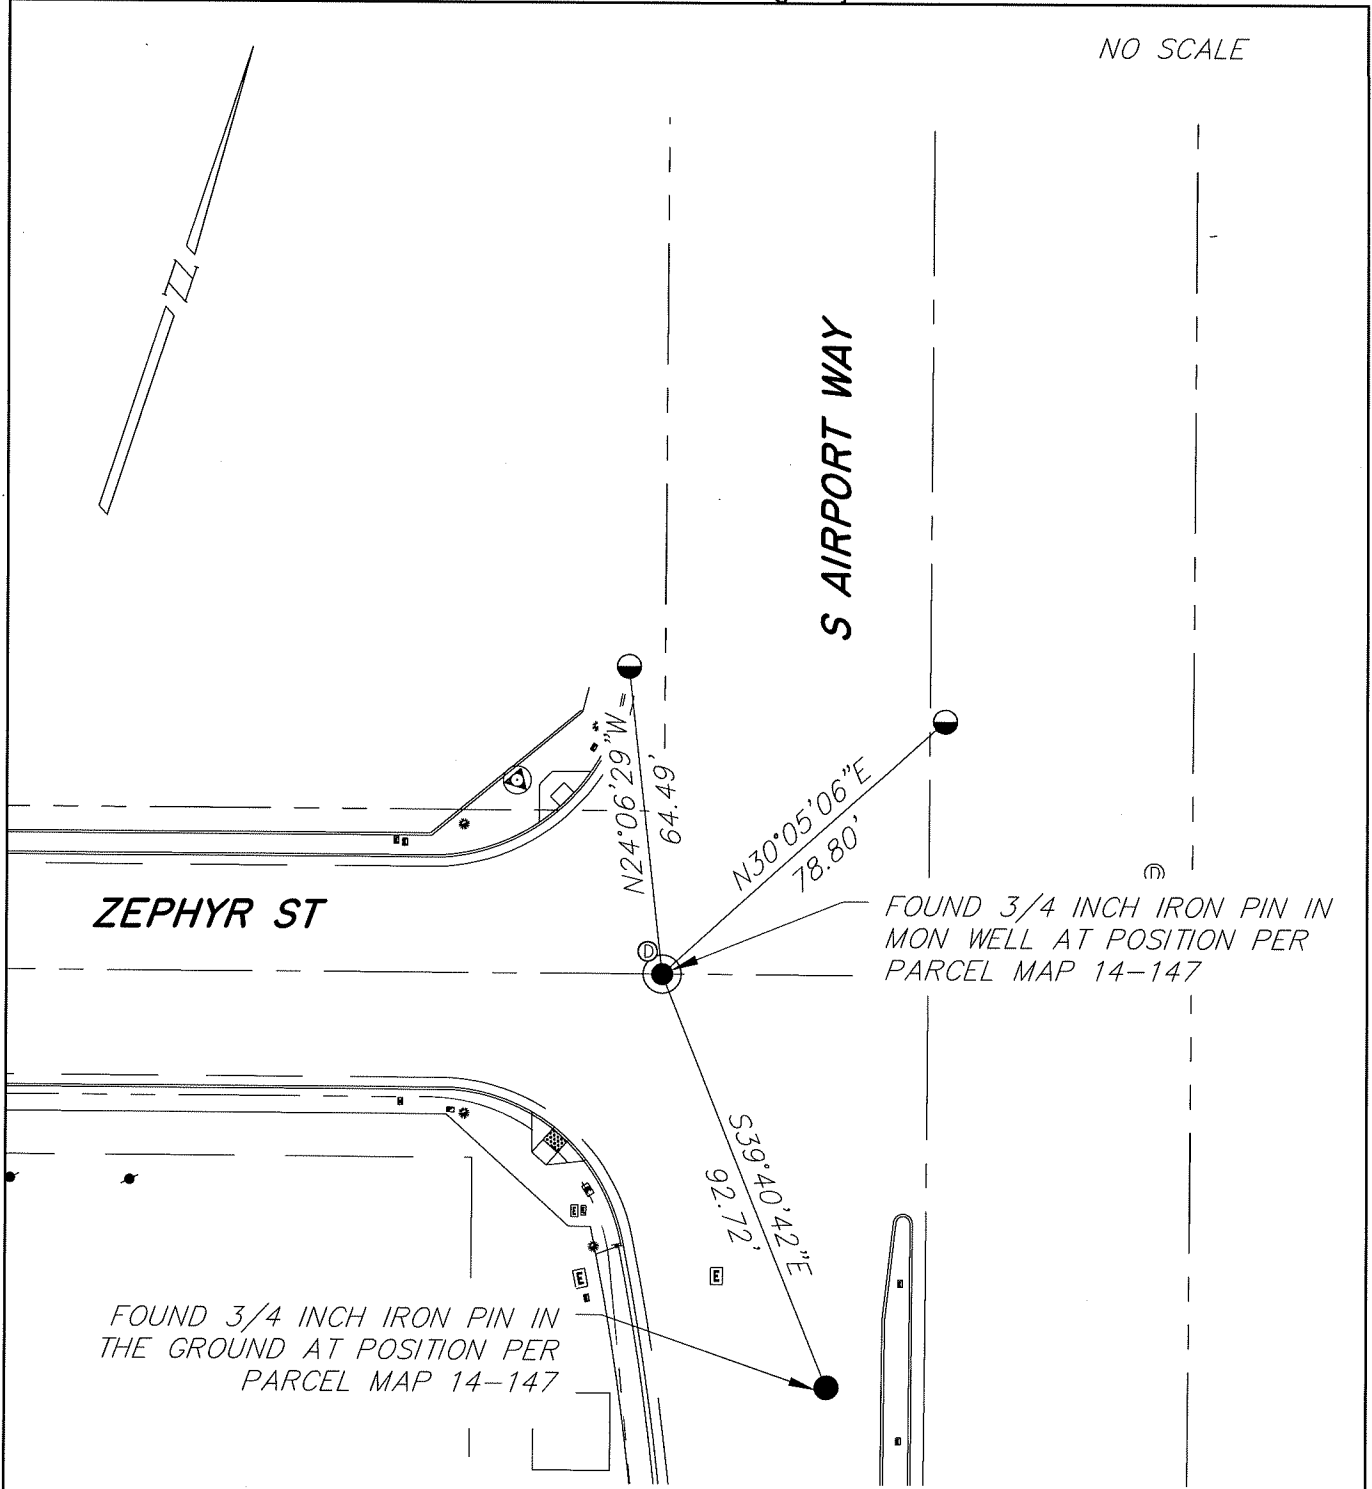 NO SCALE
S AIRPORT WAY
N24°06'29"W
64.49'
N30°05'06"E
78.80'
ZEPHYR ST
D
FOUND 3/4 INCH IRON PIN IN
MON WELL AT POSITION PER
PARCEL MAP 14-147
S39°40'42"E
92.72'
E
E
FOUND 3/4 INCH IRON PIN IN
THE GROUND AT POSITION PER
PARCEL MAP 14-147